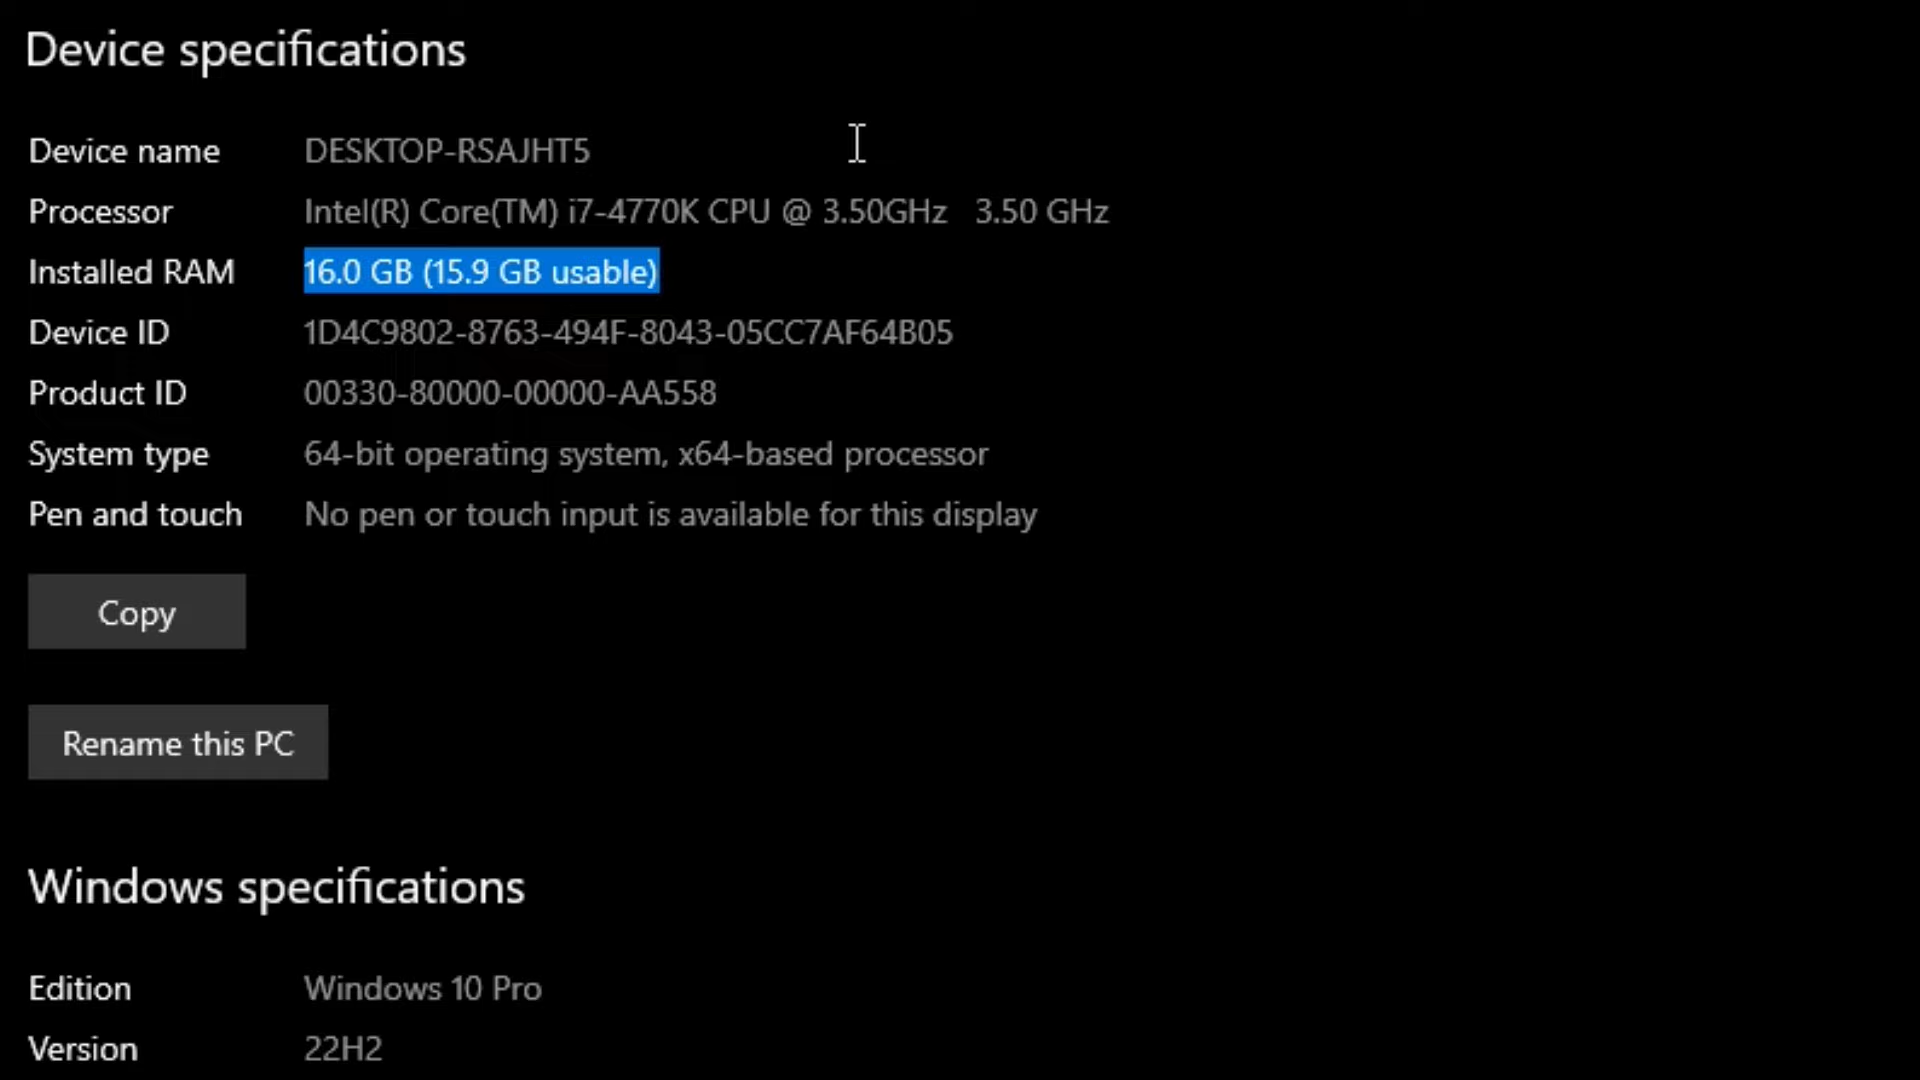 Device specifications
Device name DESKTOP-RSAJHT5
Processor Intel(R) Core(TM) i7-4770K CPU @ 3.50GHz 3.50 GHz
Installed RAM 16.0 GB (15.9 GB usable)
Device ID 1D4C9802-8763-494F-8043-05CC7AF64B05
Product ID 00330-80000-00000-AA558
System type 64-bit operating system, x64-based processor
Pen and touch No pen or touch input is available for this display
Copy
Rename this PC
Windows specifications
Edition Windows 10 Pro
Version 22H2